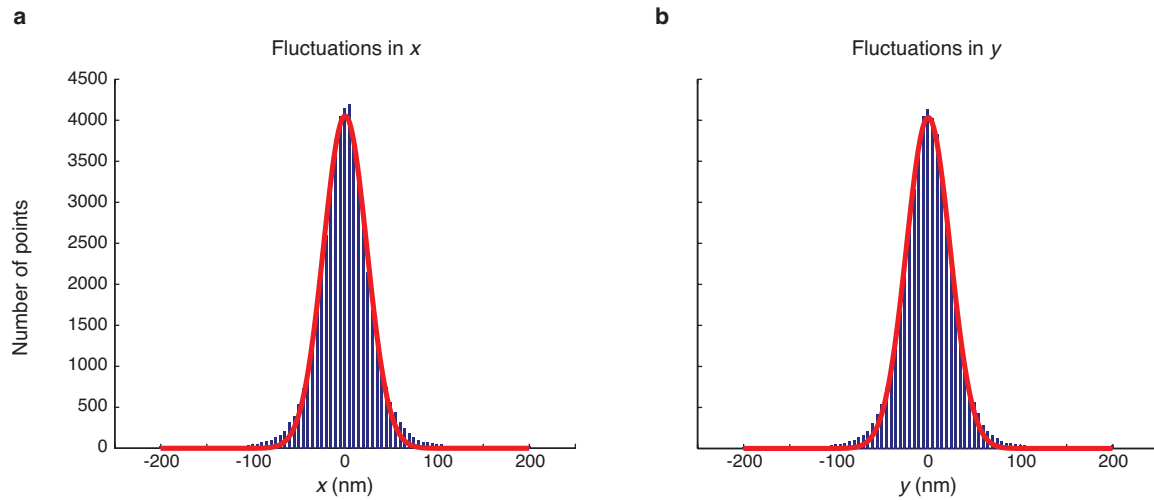 a
Fluctuations in x
4500
4000
3500
3000
2500
2000
1500
1000
500
0
Number of points
-200 -100 0 100 200
x (nm)
b
Fluctuations in y
-200 -100 0 100 200
y (nm)